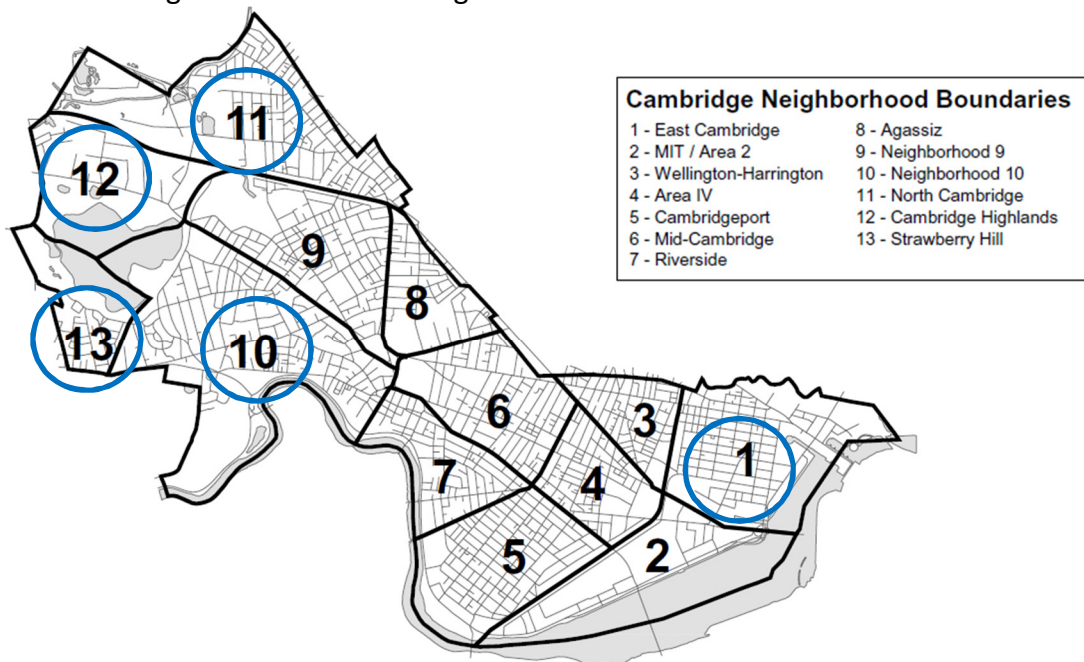 Cambridge Neighborhood Boundaries
1 - East Cambridge
2 - MIT / Area 2
3 - Wellington-Harrington
4 - Area IV
5 - Cambridgeport
6 - Mid-Cambridge
7 - Riverside
8 - Agassiz
9 - Neighborhood 9
10 - Neighborhood 10
11 - North Cambridge
12 - Cambridge Highlands
13 - Strawberry Hill
11
12
9
8
13
10
6
3
1
7
4
5
2